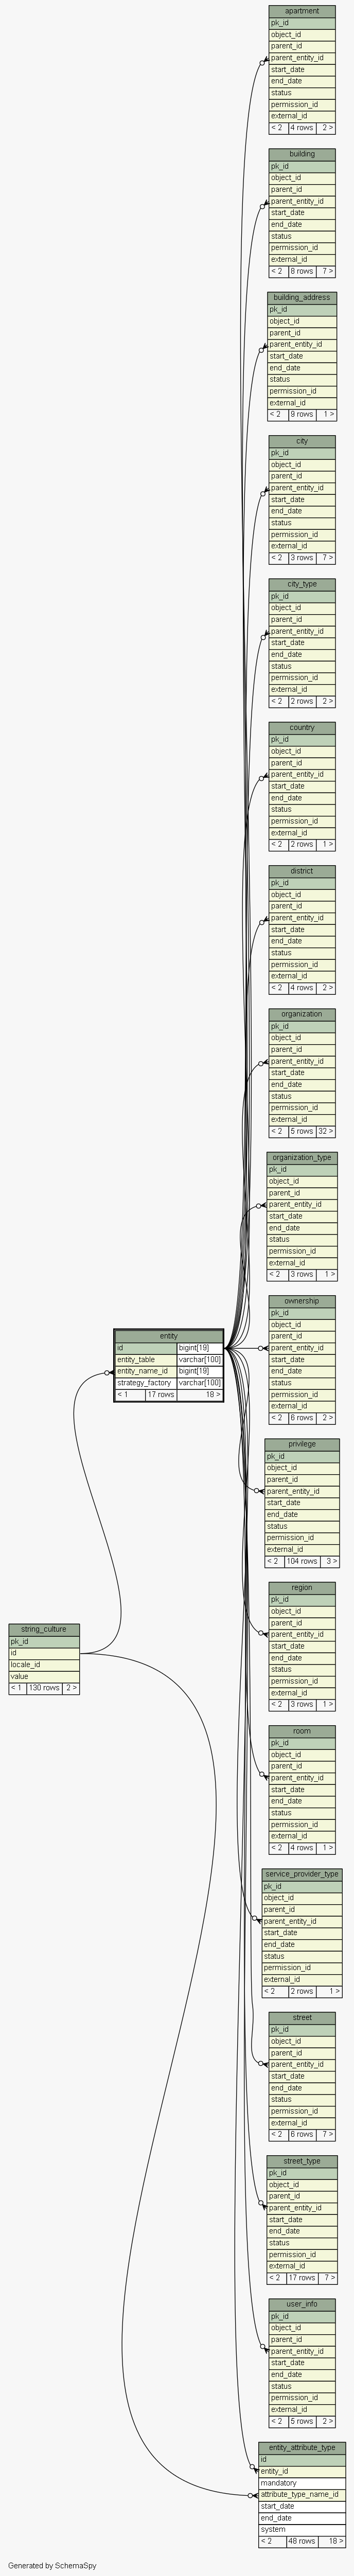 apartment
pk_id
object_id
parent_id
parent_entity_id
start_date
end_date
status
permission_id
external_id
< 2 4 rows 2 >
building
pk_id
object_id
parent_id
parent_entity_id
start_date
end_date
status
permission_id
external_id
< 2 8 rows 7 >
building_address
pk_id
object_id
parent_id
parent_entity_id
start_date
end_date
status
permission_id
external_id
< 2 9 rows 1 >
city
pk_id
object_id
parent_id
parent_entity_id
start_date
end_date
status
permission_id
external_id
< 2 3 rows 7 >
city_type
pk_id
object_id
parent_id
parent_entity_id
start_date
end_date
status
permission_id
external_id
< 2 2 rows 2 >
country
pk_id
object_id
parent_id
parent_entity_id
start_date
end_date
status
permission_id
external_id
< 2 2 rows 1 >
district
pk_id
object_id
parent_id
parent_entity_id
start_date
end_date
status
permission_id
external_id
< 2 4 rows 2 >
organization
pk_id
object_id
parent_id
parent_entity_id
start_date
end_date
status
permission_id
external_id
< 2 5 rows 32 >
organization_type
pk_id
object_id
parent_id
parent_entity_id
start_date
end_date
status
permission_id
external_id
< 2 3 rows 1 >
entity
id bigint[19]
entity_table varchar[100]
entity_name_id bigint[19]
strategy_factory varchar[100]
< 1 17 rows 18 >
ownership
pk_id
object_id
parent_id
parent_entity_id
start_date
end_date
status
permission_id
external_id
< 2 6 rows 2 >
privilege
pk_id
object_id
parent_id
parent_entity_id
start_date
end_date
status
permission_id
external_id
< 2 104 rows 3 >
string_culture
pk_id
id
locale_id
value
< 1 130 rows 2 >
region
pk_id
object_id
parent_id
parent_entity_id
start_date
end_date
status
permission_id
external_id
< 2 3 rows 1 >
room
pk_id
object_id
parent_id
parent_entity_id
start_date
end_date
status
permission_id
external_id
< 2 4 rows 1 >
service_provider_type
pk_id
object_id
parent_id
parent_entity_id
start_date
end_date
status
permission_id
external_id
< 2 2 rows 1 >
street
pk_id
object_id
parent_id
parent_entity_id
start_date
end_date
status
permission_id
external_id
< 2 6 rows 7 >
street_type
pk_id
object_id
parent_id
parent_entity_id
start_date
end_date
status
permission_id
external_id
< 2 17 rows 7 >
user_info
pk_id
object_id
parent_id
parent_entity_id
start_date
end_date
status
permission_id
external_id
< 2 5 rows 2 >
entity_attribute_type
id
entity_id
mandatory
attribute_type_name_id
start_date
end_date
system
< 2 48 rows 18 >
Generated by SchemaSpy